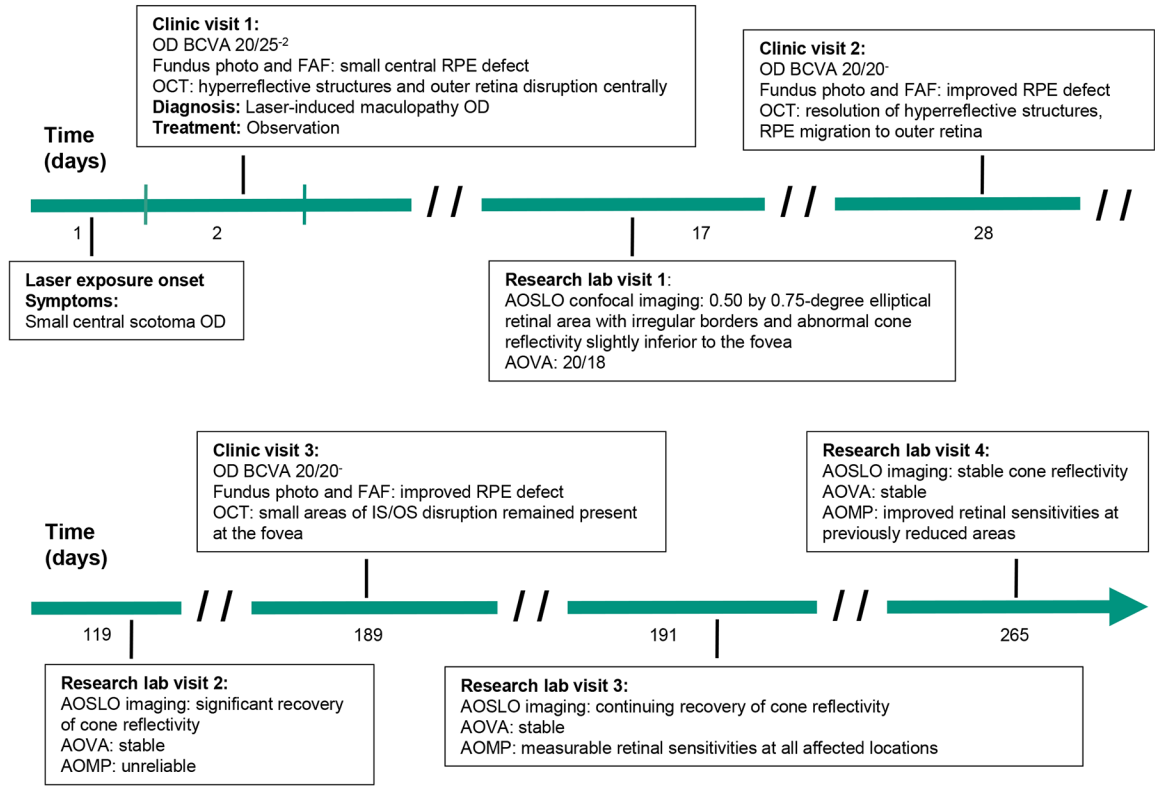 Clinic visit 1:
OD BCVA 20/25-2
Fundus photo and FAF: small central RPE defect
OCT: hyperreflective structures and outer retina disruption centrally
Diagnosis: Laser-induced maculopathy OD
Treatment: Observation
Clinic visit 2:
OD BCVA 20/20-
Fundus photo and FAF: improved RPE defect
OCT: resolution of hyperreflective structures,
RPE migration to outer retina
Time
(days)
1
2
17
28
Laser exposure onset
Symptoms:
Small central scotoma OD
Research lab visit 1:
AOSLO confocal imaging: 0.50 by 0.75-degree elliptical
retinal area with irregular borders and abnormal cone
reflectivity slightly inferior to the fovea
AOVA: 20/18
Clinic visit 3:
OD BCVA 20/20-
Fundus photo and FAF: improved RPE defect
OCT: small areas of IS/OS disruption remained present
at the fovea
Research lab visit 4:
AOSLO imaging: stable cone reflectivity
AOVA: stable
AOMP: improved retinal sensitivities at
previously reduced areas
Time
(days)
119
189
191
265
Research lab visit 2:
AOSLO imaging: significant recovery
of cone reflectivity
AOVA: stable
AOMP: unreliable
Research lab visit 3:
AOSLO imaging: continuing recovery of cone reflectivity
AOVA: stable
AOMP: measurable retinal sensitivities at all affected locations